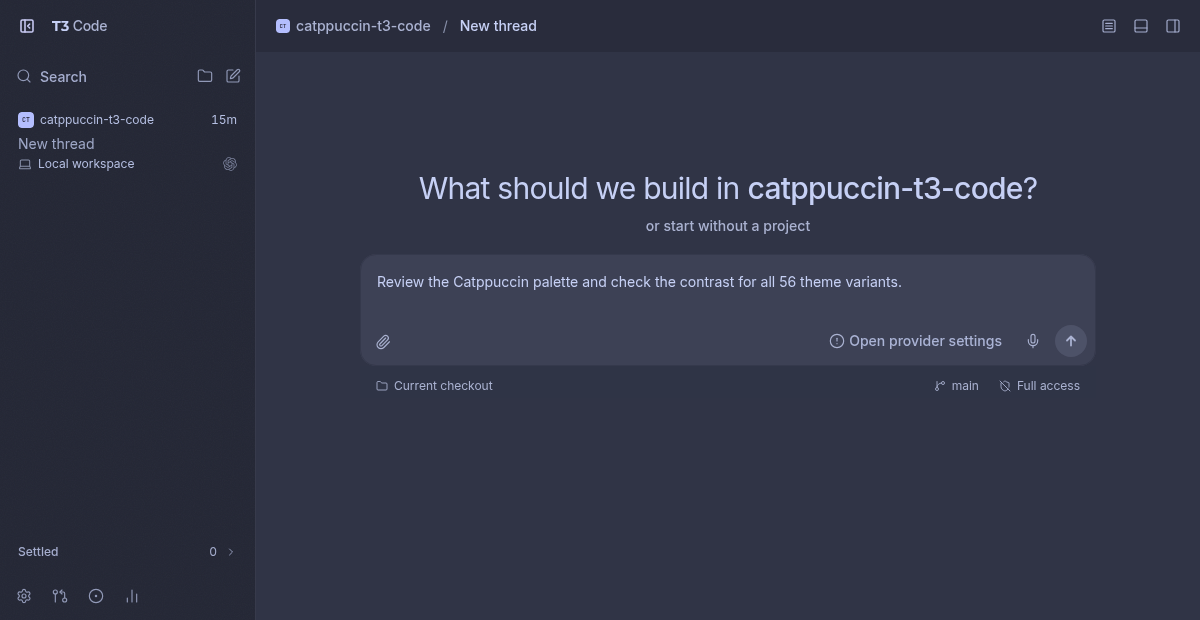 T3 Code
catppuccin-t3-code / New thread
Search
catppuccin-t3-code 15m
New thread
Local workspace
What should we build in catppuccin-t3-code?
or start without a project
Review the Catppuccin palette and check the contrast for all 56 theme variants.
Open provider settings
Current checkout
main
Full access
Settled 0